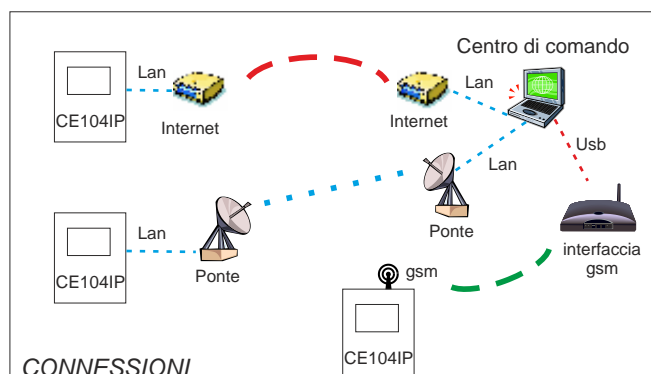 Centro di comando
Lan
Lan
CE104IP
Internet
Internet
Usb
Lan
Lan
Ponte
Ponte
interfaccia
gsm
CE104IP
gsm
CE104IP
CONNESSIONI